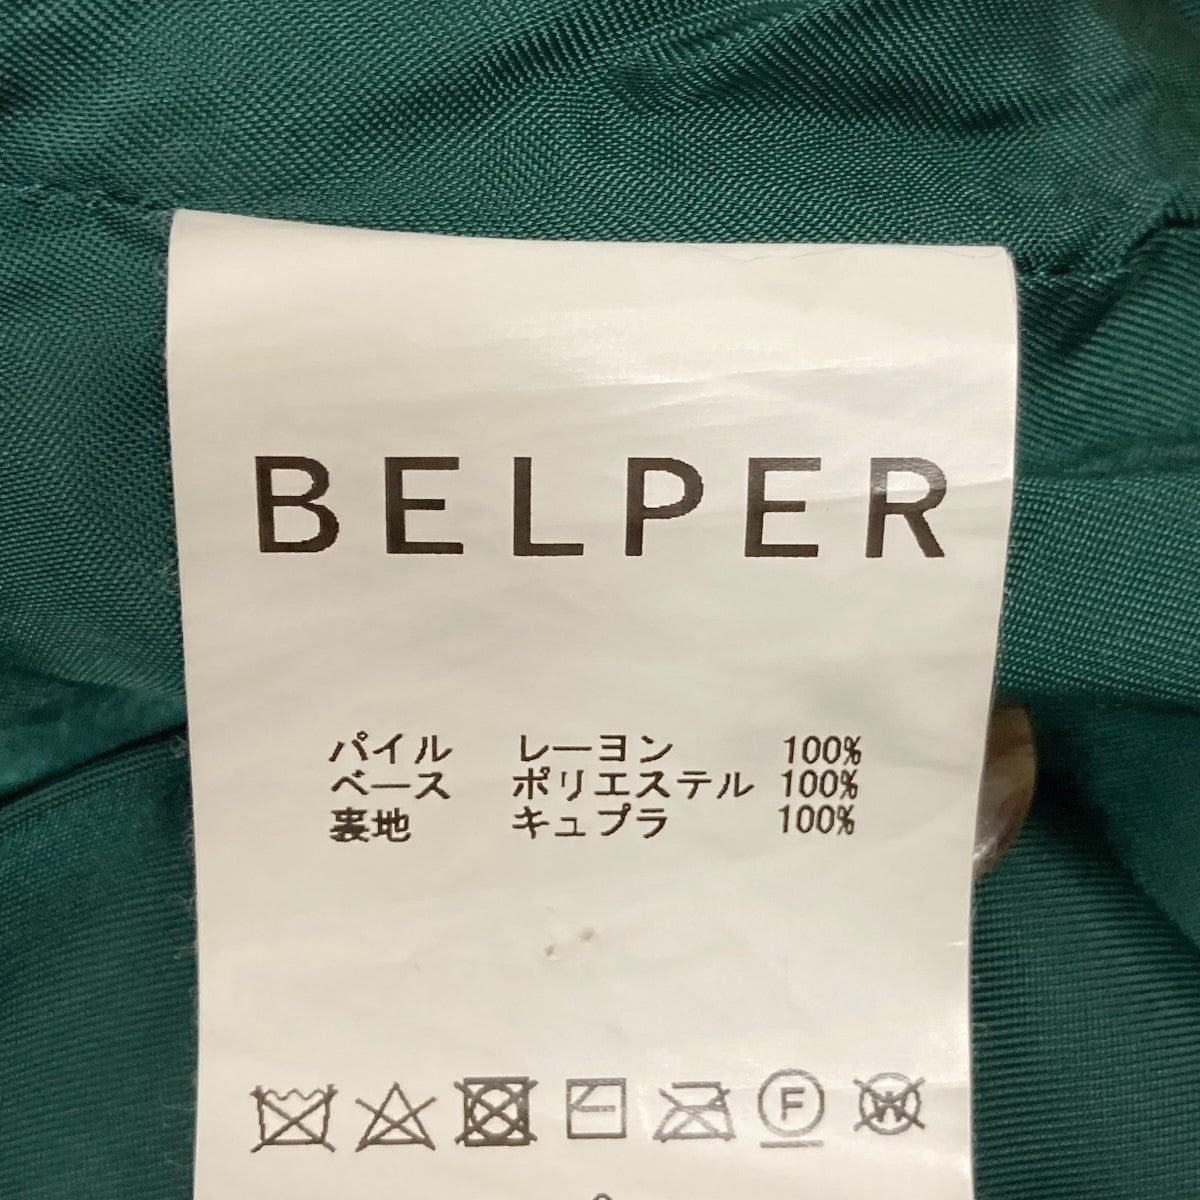 BELPER
パイル レーヨン 100%
ベース ポリエステル 100%
裏地 キュプラ 100%
F W